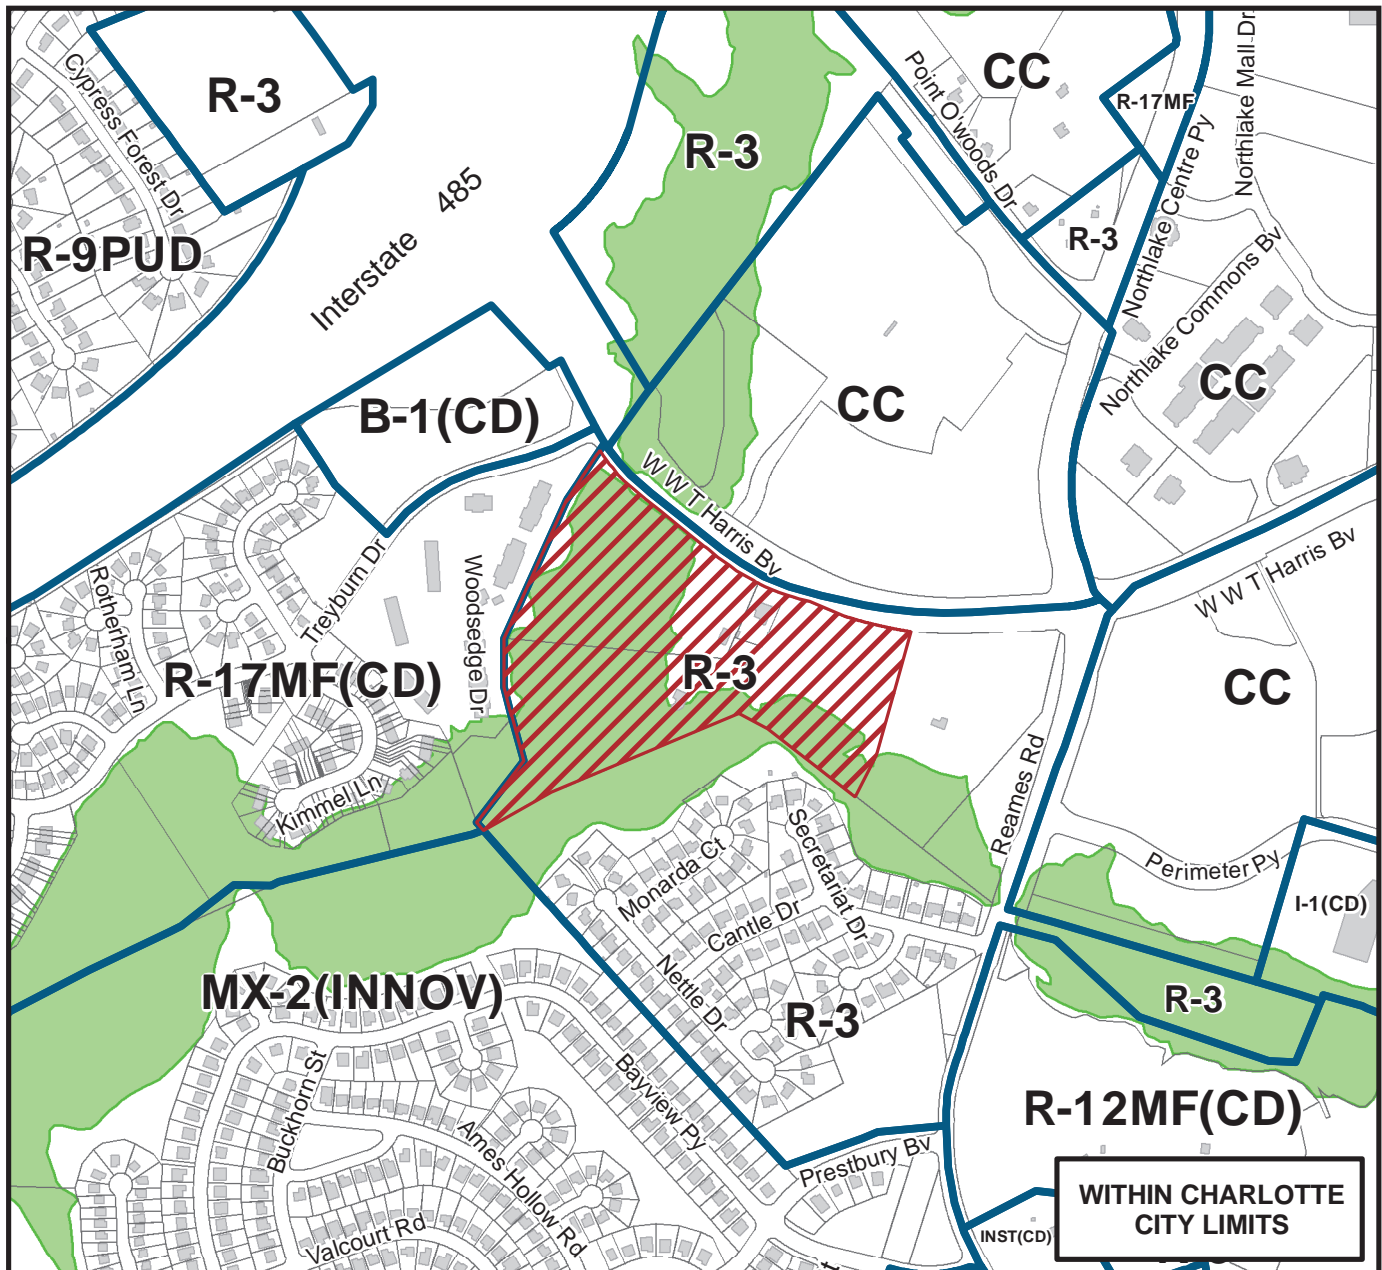 CC
R-3
Cypress Forest Dr
Point O'woods Dr
Northlake Mall Dr
R-17MF
R-3
485
Northlake Centre Py
R-9PUD
Interstate
R-3
Northlake Commons Bv
CC
CC
B-1(CD)
W W T Harris Bv
W W T Harris Bv
Treyburn Dr
Woodsedge Dr
Rotherham Ln
R-17MF(CD)
R-3
CC
Reames Rd
Kimmel Ln
Secretariat Dr
Monarda Ct
Perimeter Py
I-1(CD)
Cantle Dr
Nettle Dr
MX-2(INNOV)
R-3
R-3
Buckhorn St
Bayview Py
R-12MF(CD)
Ames Hollow Rd
Prestbury Bv
WITHIN CHARLOTTE
CITY LIMITS
Valcourt Rd
INST(CD)